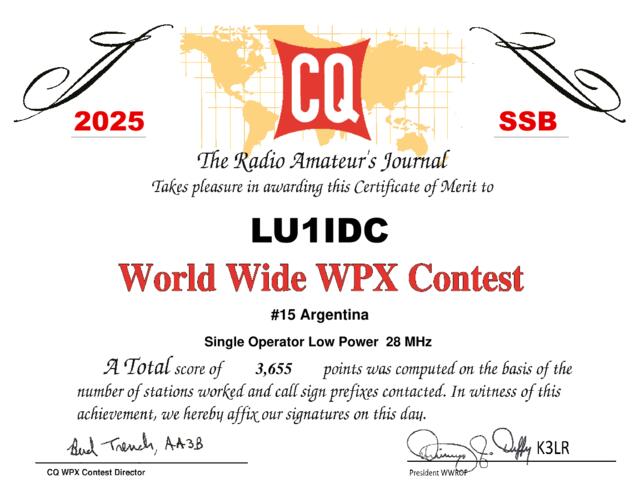 2025
CQ
SSB
The Radio Amateur's Journal
Takes pleasure in awarding this Certificate of Merit to
LU1IDC
World Wide WPX Contest
#15 Argentina
Single Operator Low Power 28 MHz
A Total score of 3,655 points was computed on the basis of the
number of stations worked and call sign prefixes contacted. In witness of this
achievement, we hereby affix our signatures on this day.
Bud Trench, AA3B
Duffy K3LR
CQ WPX Contest Director
President WWROF